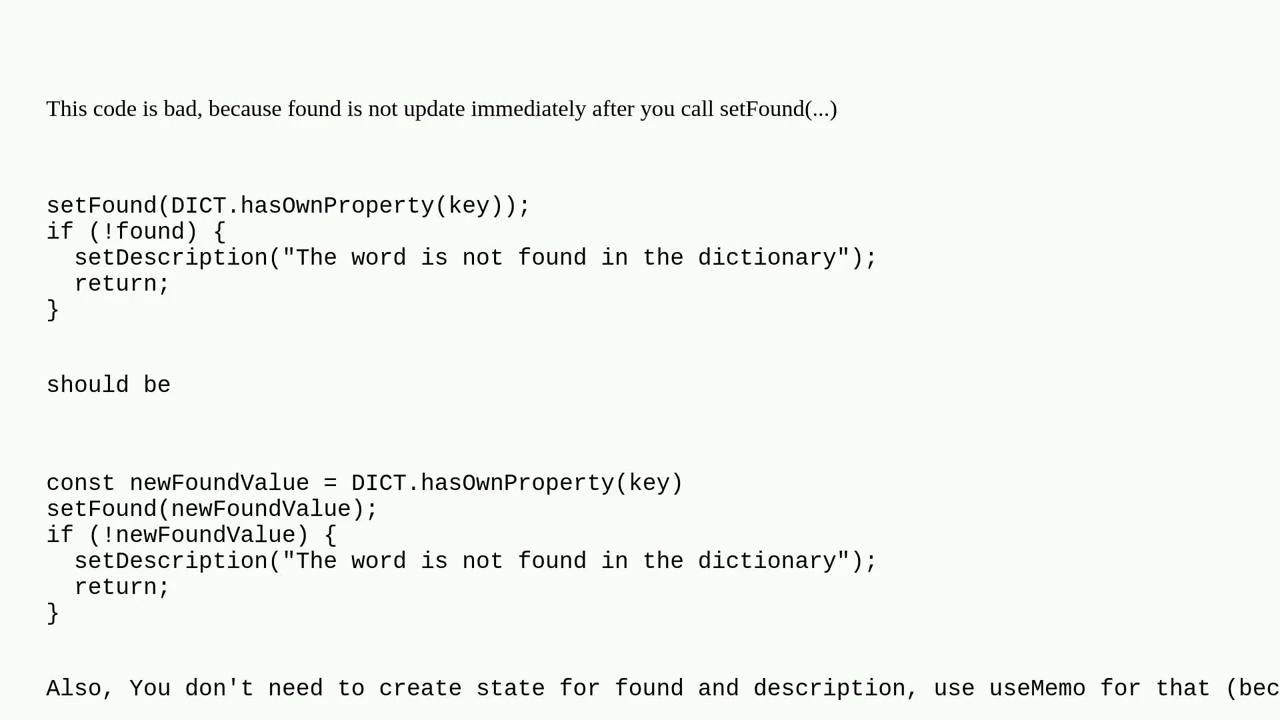 This code is bad, because found is not update immediately after you call setFound(...)
setFound(DICT.hasOwnProperty(key));
if (!found) {
  setDescription("The word is not found in the dictionary");
  return;
}
should be
const newFoundValue = DICT.hasOwnProperty(key)
setFound(newFoundValue);
if (!newFoundValue) {
  setDescription("The word is not found in the dictionary");
  return;
}
Also, You don't need to create state for found and description, use useMemo for that